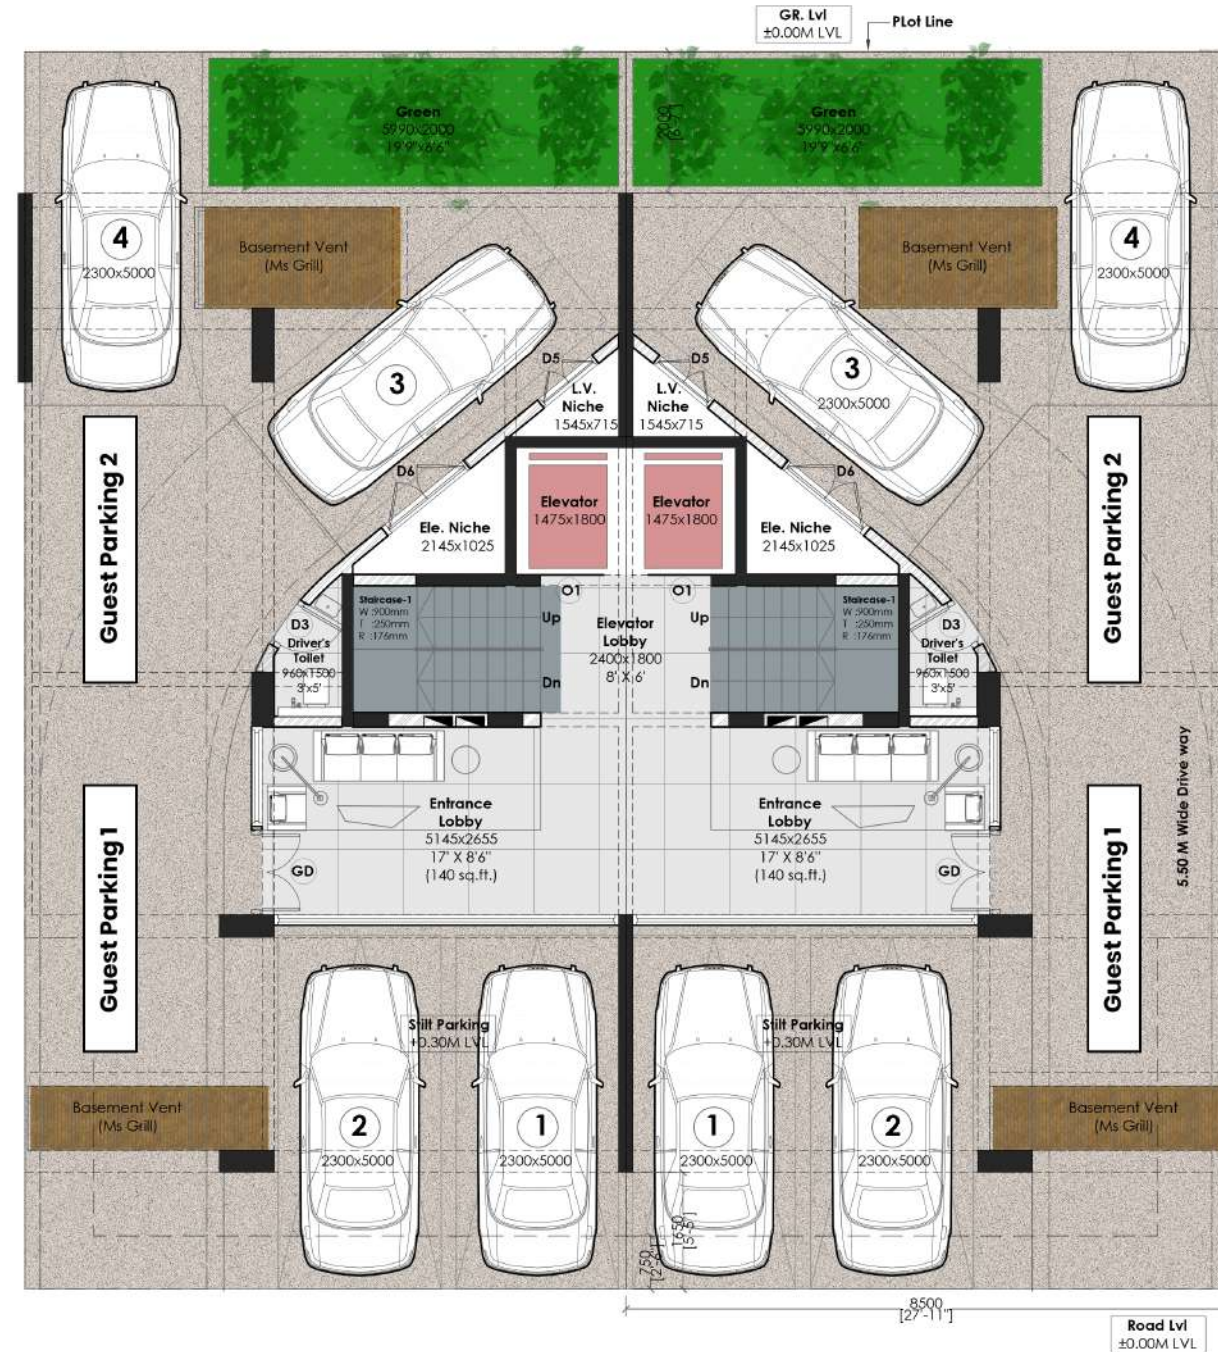 GR. Lvl
±0.00M LVL
PLot Line
Green
5990x2000
19'9"x6'6"
Green
5990x2000
19'9"x6'6"
4
2300x5000
Basement Vent
(Ms Grill)
Basement Vent
(Ms Grill)
4
2300x5000
3
3
2300x5000
D5
L.V.
Niche
1545x715
D5
L.V.
Niche
1545x715
D6
Ele. Niche
2145x1025
Elevator
1475x1800
Elevator
1475x1800
D6
Ele. Niche
2145x1025
Guest Parking 2
Guest Parking 2
Staircase-1
W :900mm
T :250mm
R :176mm
Up
Dn
O1
O1
Elevator
Lobby
2400x1800
8' X 6'
Up
Dn
Staircase-1
W :900mm
T :250mm
R :176mm
D3
Driver's
Toilet
960x1500
3'x5'
D3
Driver's
Toilet
960x1500
3'x5'
Guest Parking 1
Entrance
Lobby
5145x2655
17' X 8'6"
(140 sq.ft.)
GD
Entrance
Lobby
5145x2655
17' X 8'6"
(140 sq.ft.)
GD
Guest Parking 1
5.50 M Wide Drive way
Stilt Parking
+0.30M LVL
Stilt Parking
+0.30M LVL
Basement Vent
(Ms Grill)
Basement Vent
(Ms Grill)
2
2300x5000
1
2300x5000
1
2300x5000
2
2300x5000
1650
[5'-5"]
750
8500
[27'-11"]
Road Lvl
±0.00M LVL